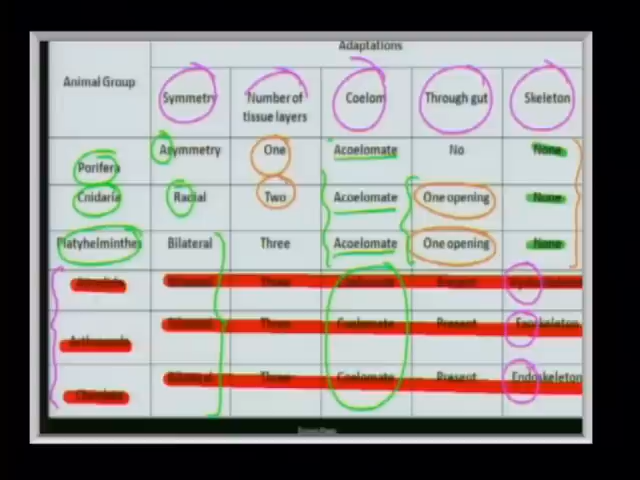 Adaptations
Animal Group
Symmetry
Number of tissue layers
Coelom
Through gut
Skeleton
Porifera
Asymmetry
One
Acoelomate
No
None
Cnidaria
Radial
Two
Acoelomate
One opening
None
Platyhelminthes
Bilateral
Three
Acoelomate
One opening
None
Three
Coelomate
Present
Three
Coelomate
Present
Exoskeleton
Bilateral
Three
Coelomate
Present
Endoskeleton